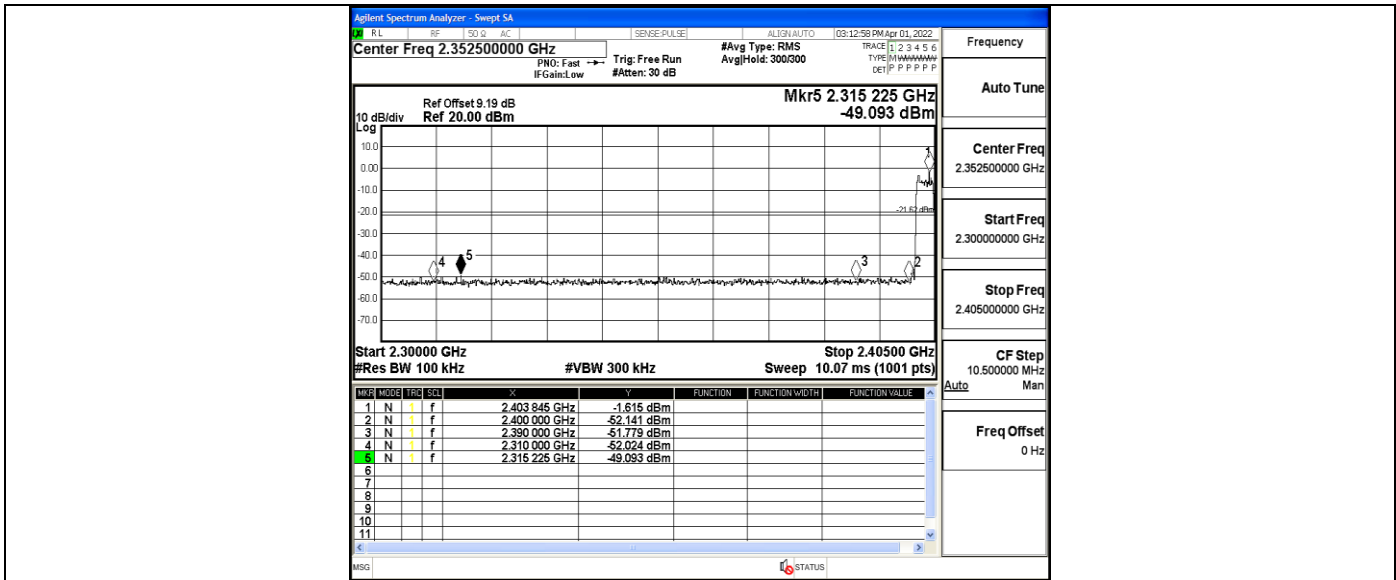 Agilent Spectrum Analyzer - Swept SA
RL RF 50 Ω AC SENSE:PULSE ALIGN AUTO 03:12:58 PM Apr 01, 2022
Center Freq 2.352500000 GHz
PNO: Fast
IFGain:Low
Trig: Free Run
#Atten: 30 dB
#Avg Type: RMS
Avg|Hold: 300/300
TRACE 1 2 3 4 5 6
TYPE M
DET P P P P P P
Mkr5 2.315 225 GHz
-49.093 dBm
Ref Offset 9.19 dB
10 dB/div Ref 20.00 dBm
Log
10.0
0.00
-10.0
-20.0
-30.0
-40.0
-50.0
-60.0
-70.0
1
-21.62 dBm
4
5
3
2
Start 2.30000 GHz Stop 2.40500 GHz
#Res BW 100 kHz #VBW 300 kHz Sweep 10.07 ms (1001 pts)
MKR MODE TRC SCL X Y FUNCTION FUNCTION WIDTH FUNCTION VALUE
1 N 1 f 2.403 845 GHz -1.615 dBm
2 N 1 f 2.400 000 GHz -52.141 dBm
3 N 1 f 2.390 000 GHz -51.779 dBm
4 N 1 f 2.310 000 GHz -52.024 dBm
5 N 1 f 2.315 225 GHz -49.093 dBm
6
7
8
9
10
11
MSG STATUS
Frequency
Auto Tune
Center Freq
2.352500000 GHz
Start Freq
2.300000000 GHz
Stop Freq
2.405000000 GHz
CF Step
10.500000 MHz
Auto Man
Freq Offset
0 Hz